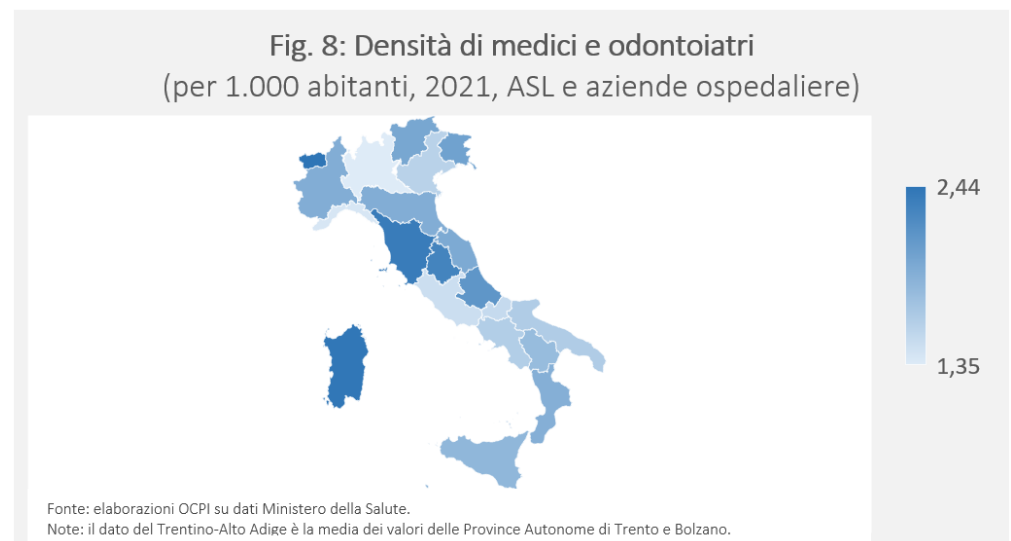 Fig. 8: Densità di medici e odontoiatri
(per 1.000 abitanti, 2021, ASL e aziende ospedaliere)
2,44
1,35
Fonte: elaborazioni OCPI su dati Ministero della Salute.
Note: il dato del Trentino-Alto Adige è la media dei valori delle Province Autonome di Trento e Bolzano.